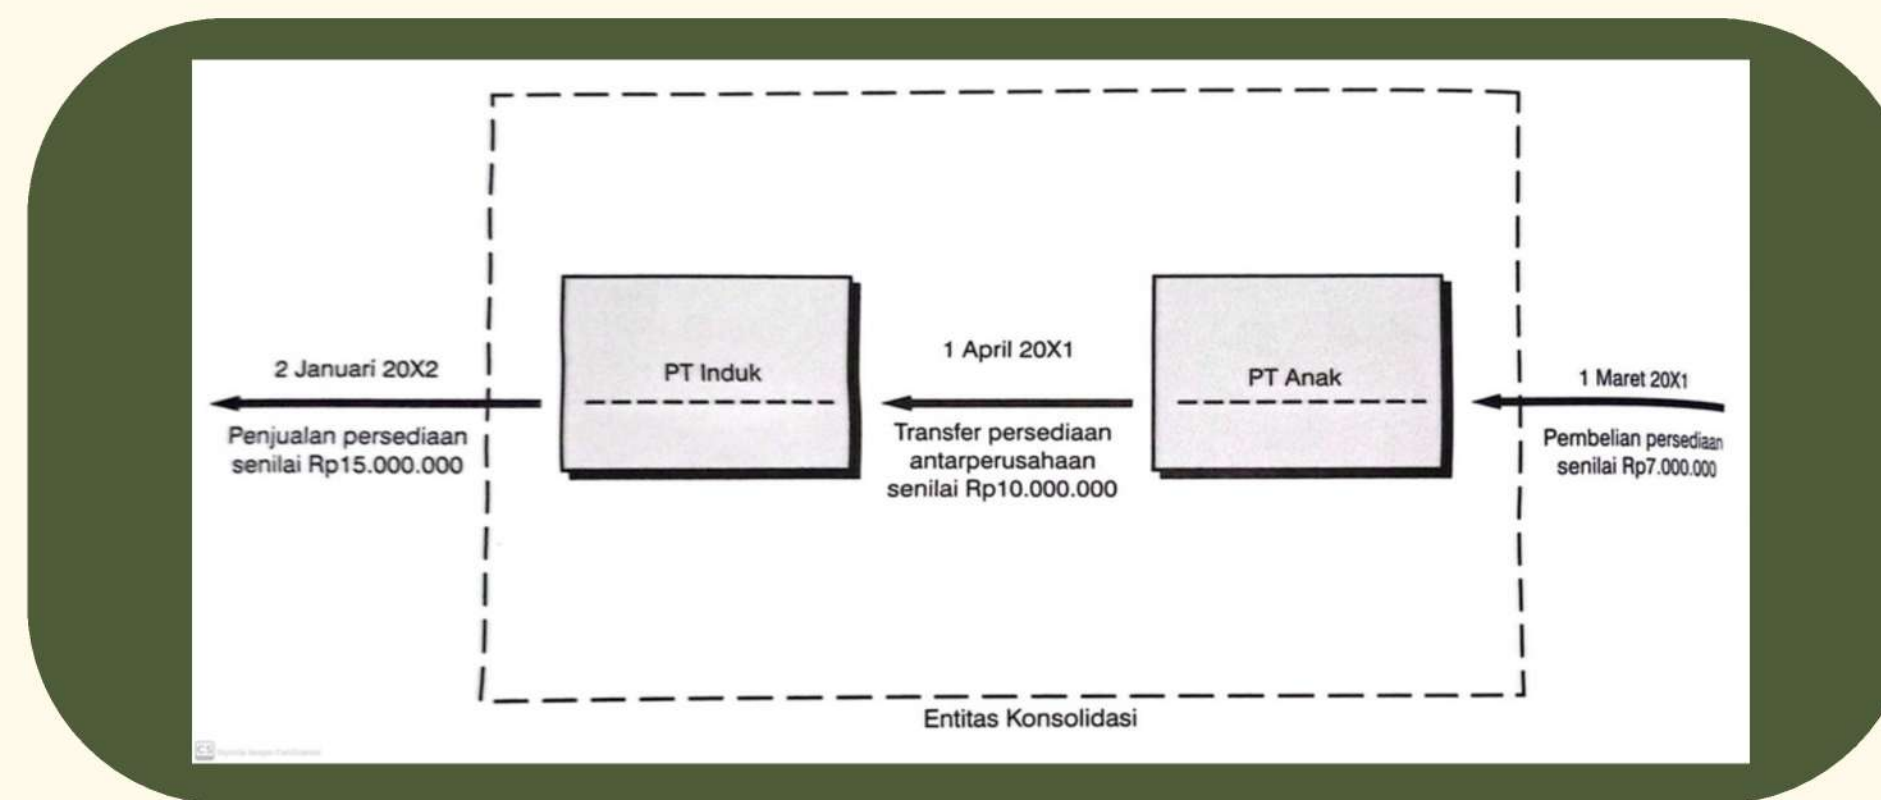 2 Januari 20X2
Penjualan persediaan
senilai Rp15.000.000
PT Induk
1 April 20X1
Transfer persediaan
antarperusahaan
senilai Rp10.000.000
PT Anak
1 Maret 20X1
Pembelian persediaan
senilai Rp7.000.000
Entitas Konsolidasi
CS